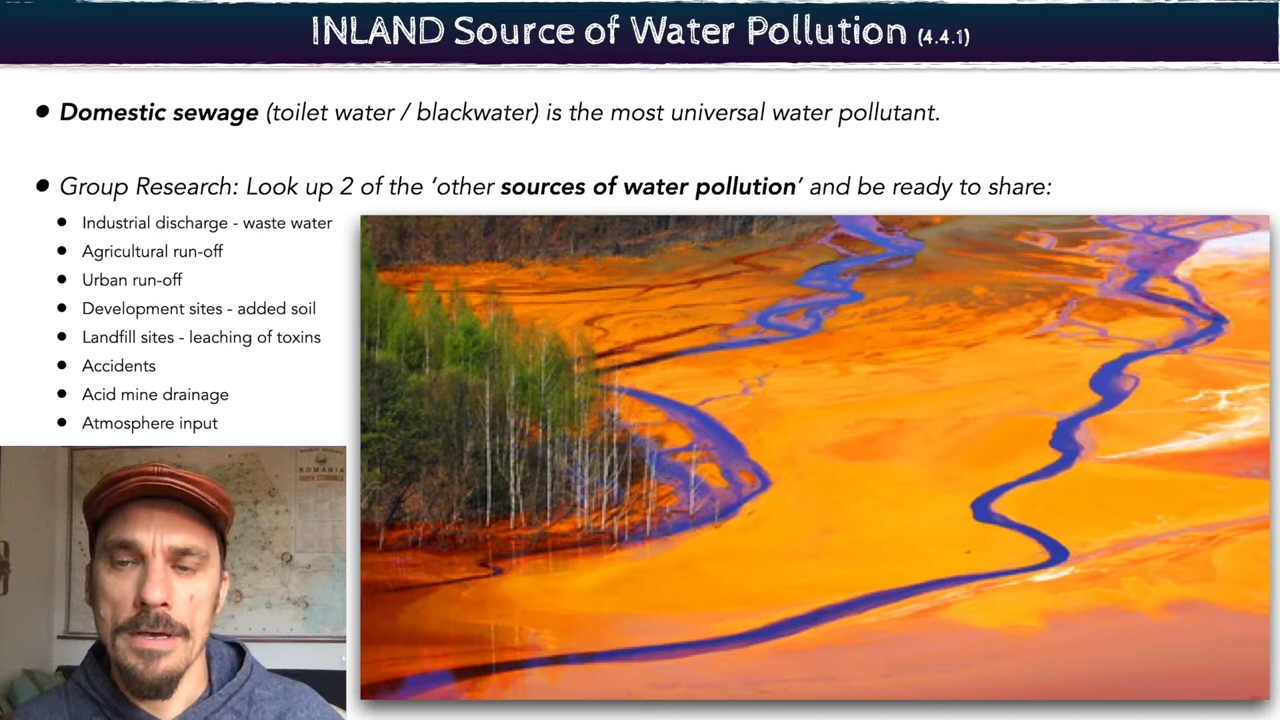 INLAND Source of Water Pollution (4.4.1)
• Domestic sewage (toilet water / blackwater) is the most universal water pollutant.
• Group Research: Look up 2 of the ‘other sources of water pollution’ and be ready to share:
• Industrial discharge - waste water
• Agricultural run-off
• Urban run-off
• Development sites - added soil
• Landfill sites - leaching of toxins
• Accidents
• Acid mine drainage
• Atmosphere input
ROMANIA